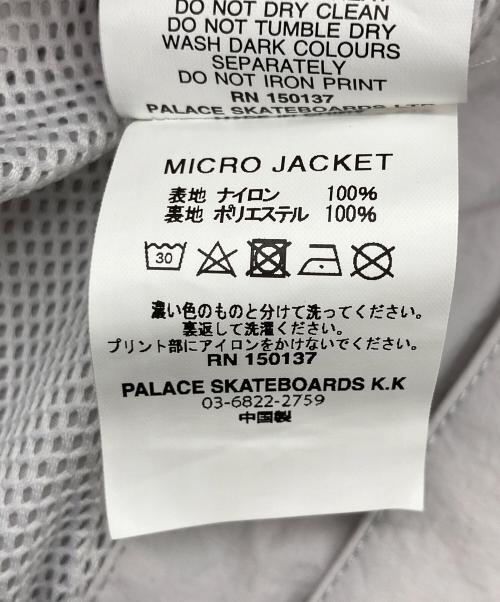 DO NOT DRY CLEAN
DO NOT TUMBLE DRY
WASH DARK COLOURS
SEPARATELY
DO NOT IRON PRINT
RN 150137
PALACE SKATEBOARDS LTD
MICRO JACKET
表地 ナイロン 100%
裏地 ポリエステル 100%
30
濃い色のものと分けて洗ってください。
裏返して洗濯ください。
プリント部にアイロンをかけないでください。
RN 150137
PALACE SKATEBOARDS K.K
03-6822-2759
中国製